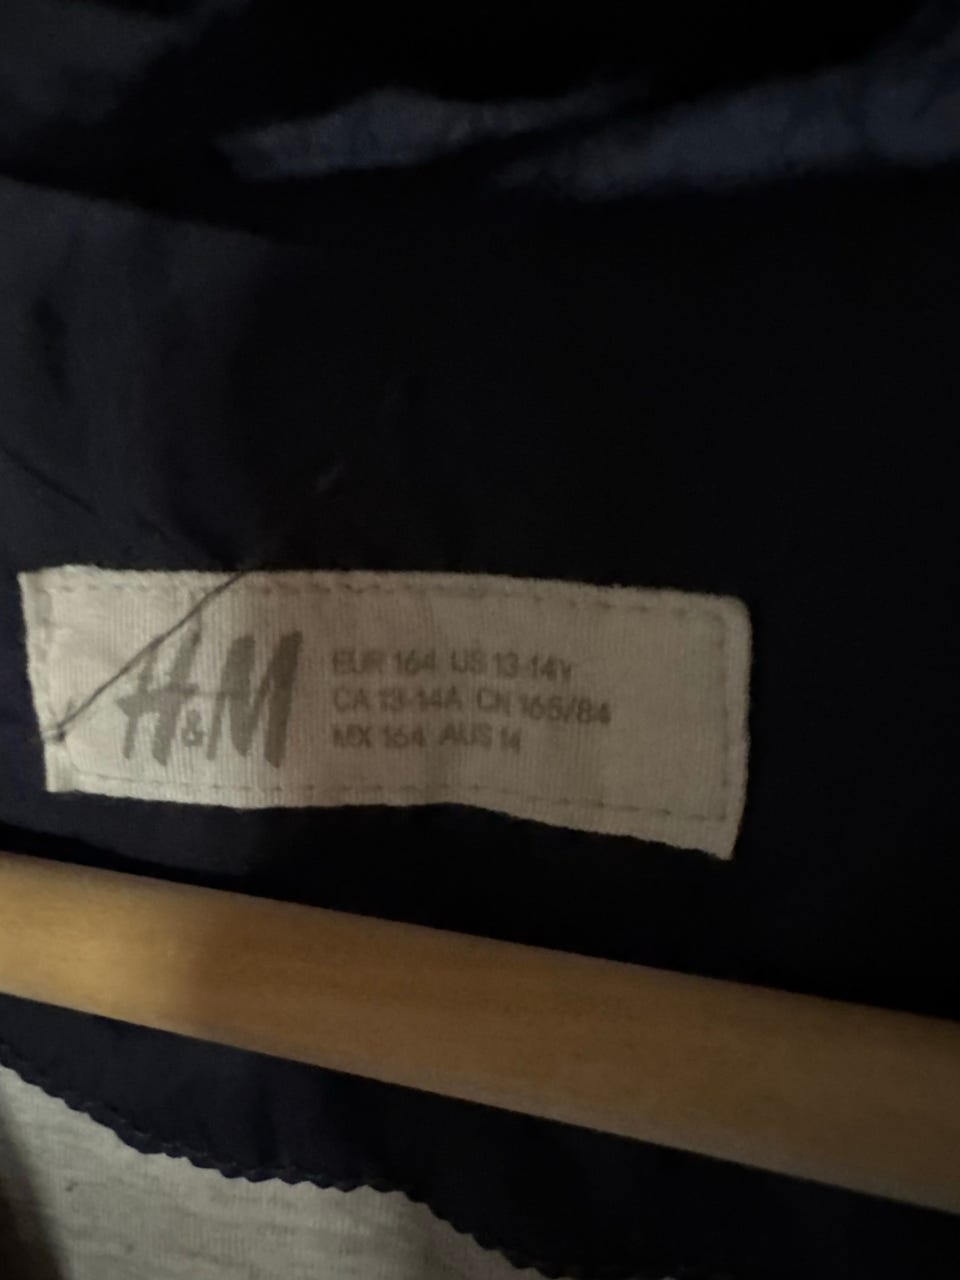 H&M
EUR 164 US 13-14Y
CA 13-14A CN 165/84
MX 164 AUS 14